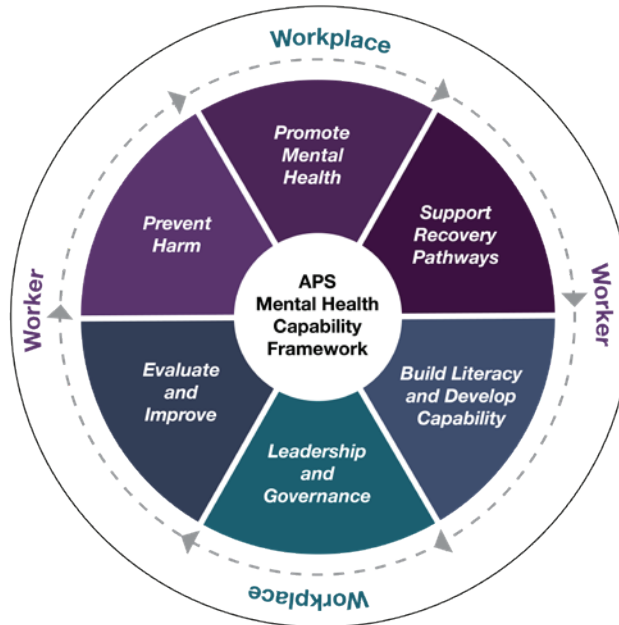 Workplace
Promote
Mental
Health
Support
Recovery
Pathways
Prevent
Harm
Worker
Worker
APS
Mental Health
Capability
Framework
Evaluate
and
Improve
Build Literacy
and Develop
Capability
Leadership
and
Governance
Workplace